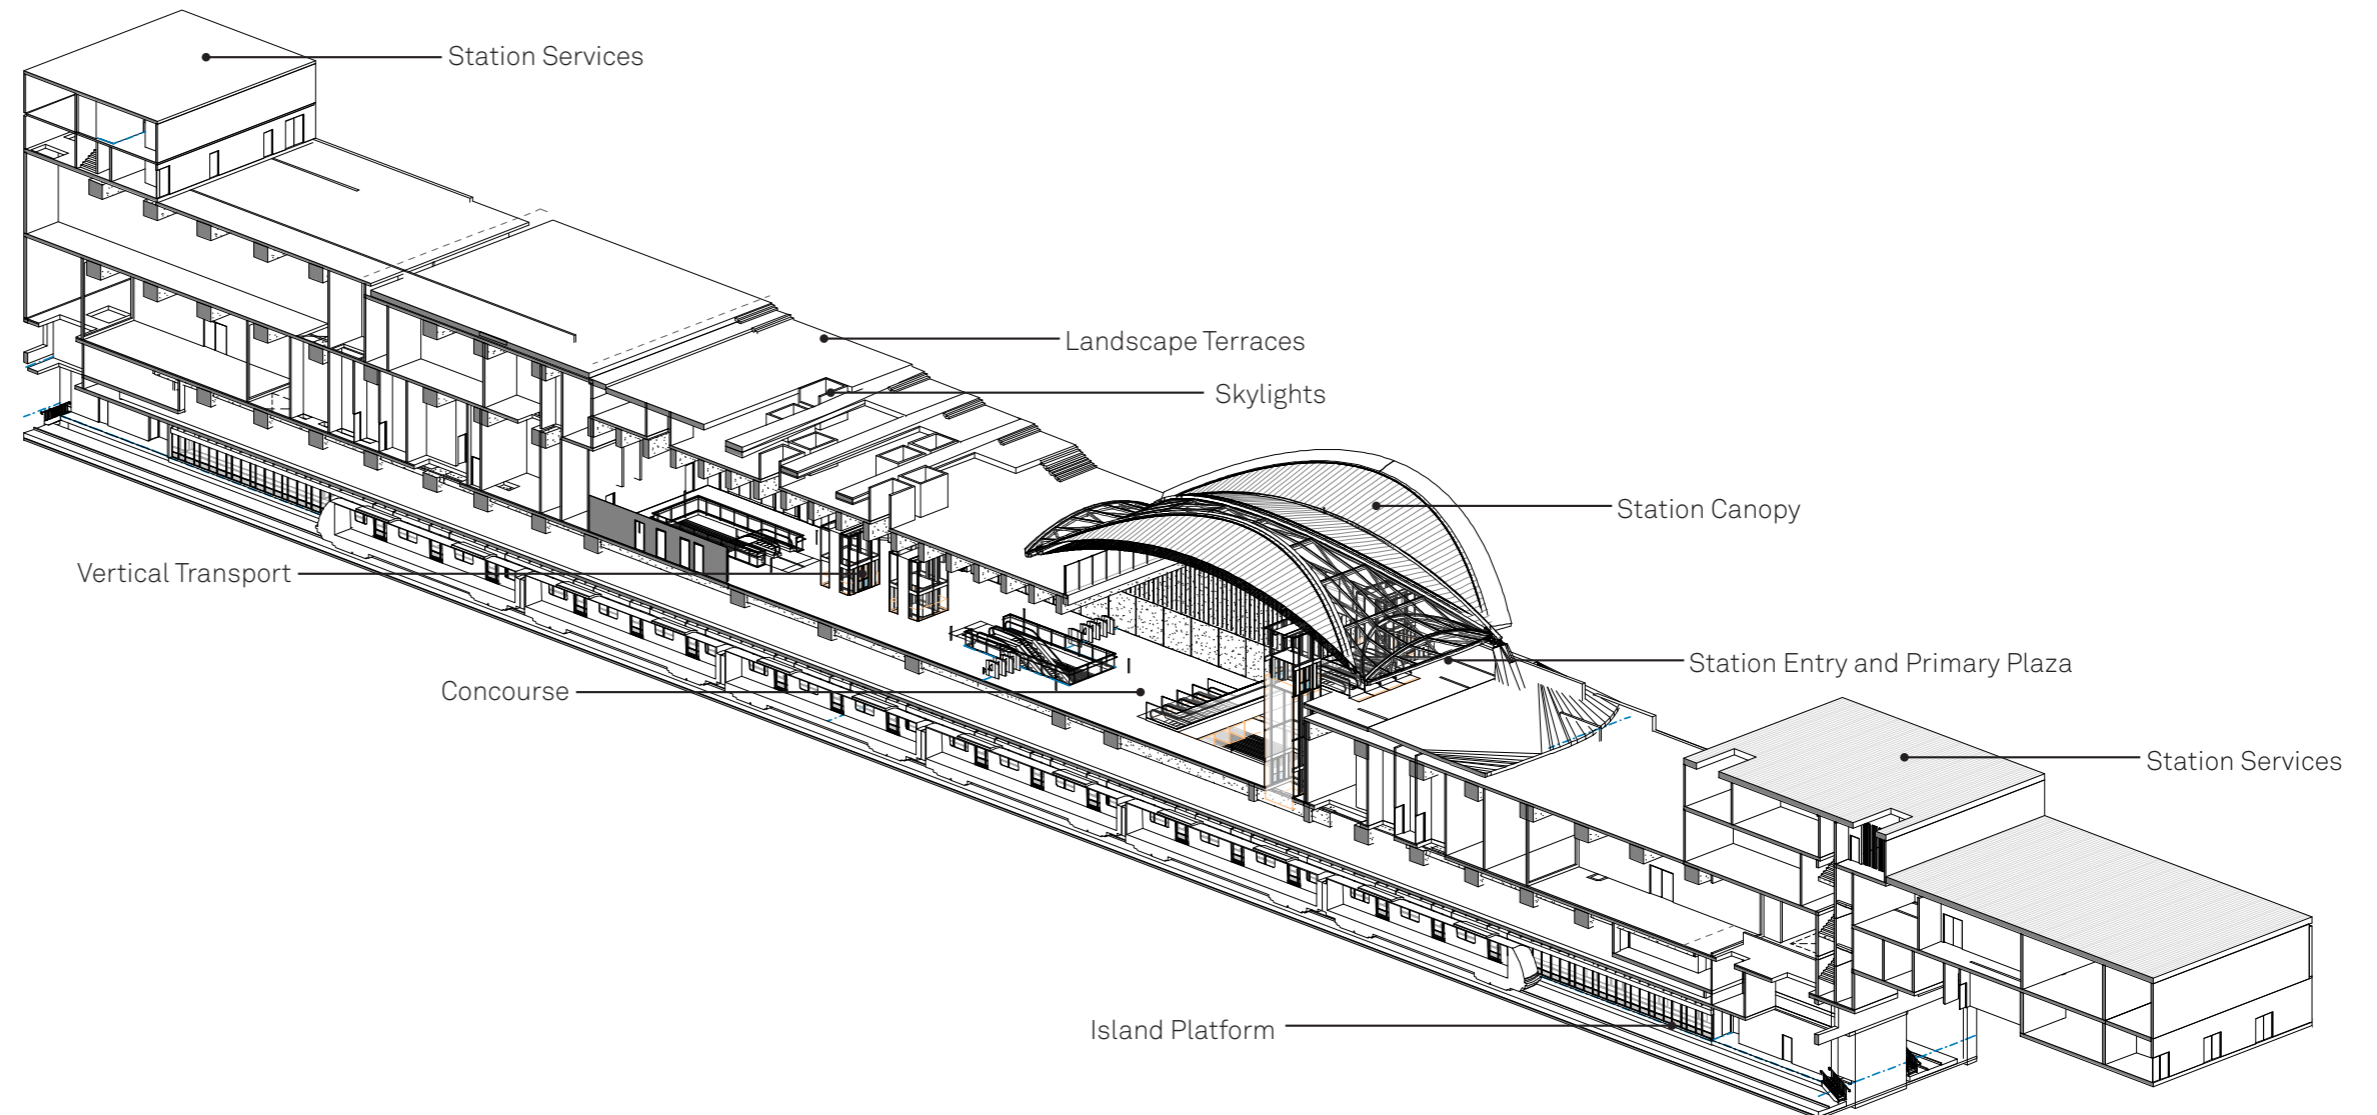 Station Services
Landscape Terraces
Skylights
Station Canopy
Vertical Transport
Station Entry and Primary Plaza
Concourse
Station Services
Island Platform